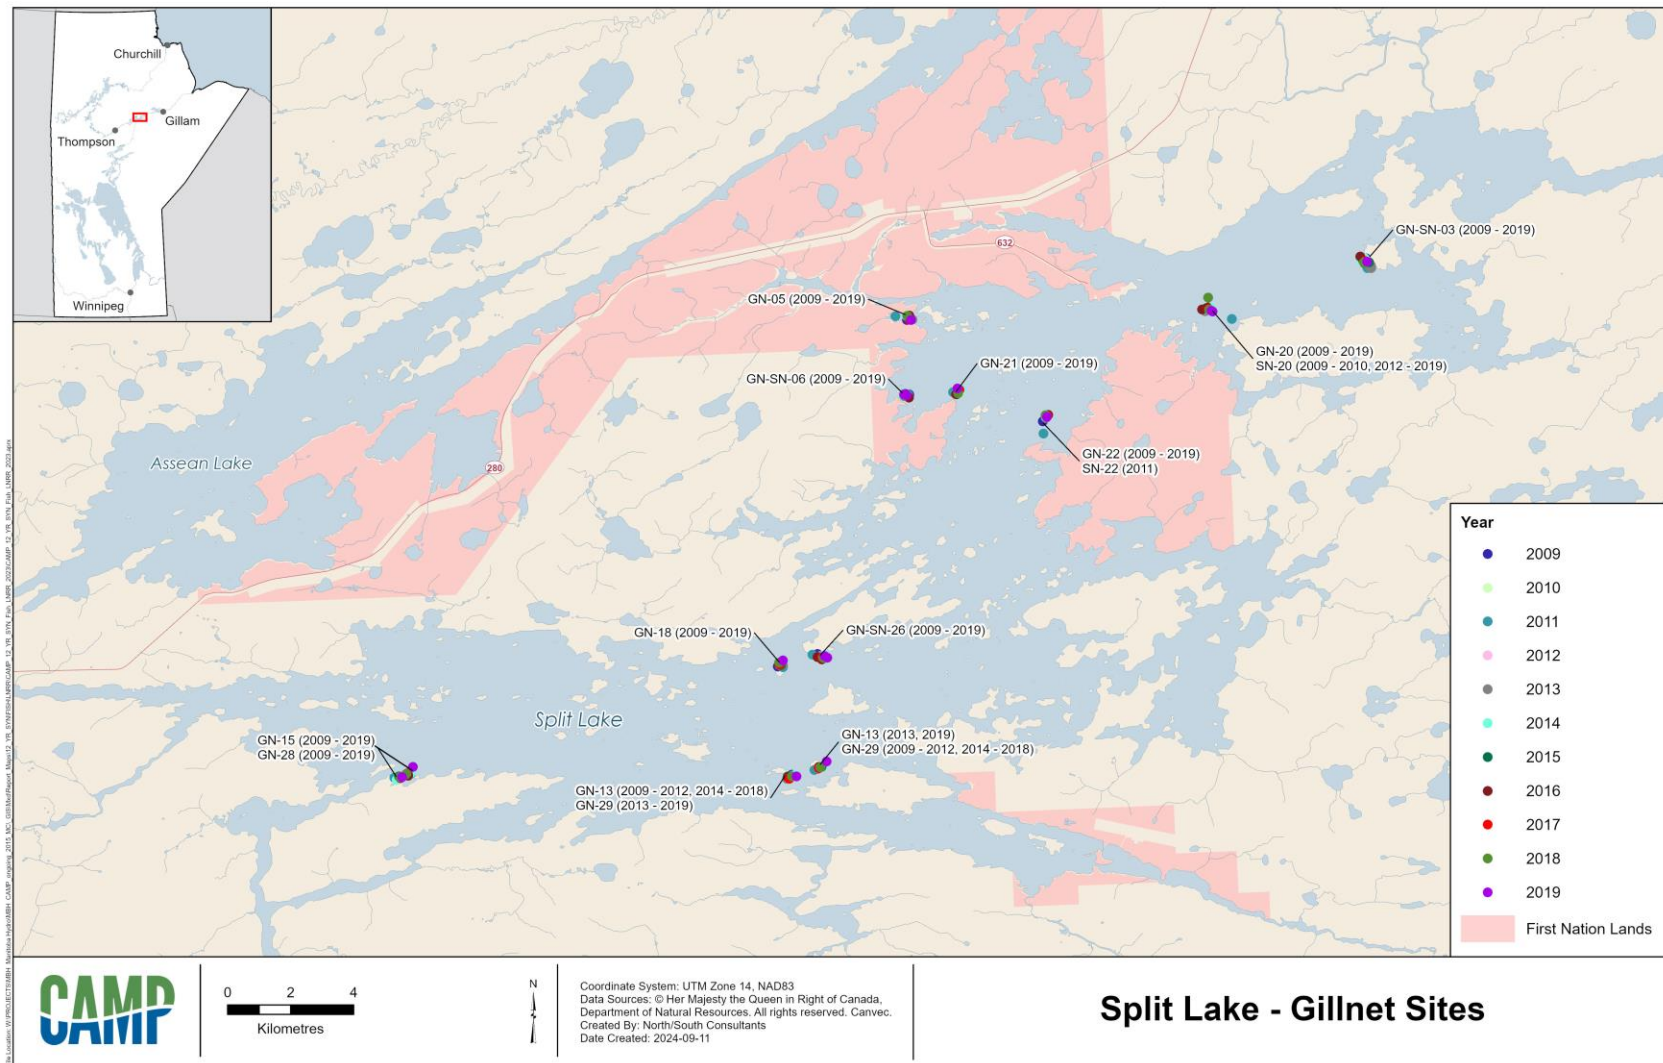 Churchill
Gillam
Thompson
Winnipeg
632
GN-SN-03 (2009 - 2019)
GN-05 (2009 - 2019)
GN-20 (2009 - 2019)
SN-20 (2009 - 2010, 2012 - 2019)
GN-21 (2009 - 2019)
GN-SN-06 (2009 - 2019)
GN-22 (2009 - 2019)
SN-22 (2011)
Assean Lake
280
GN-18 (2009 - 2019)
GN-SN-26 (2009 - 2019)
Split Lake
GN-15 (2009 - 2019)
GN-28 (2009 - 2019)
GN-13 (2013, 2019)
GN-29 (2009 - 2012, 2014 - 2018)
GN-13 (2009 - 2012, 2014 - 2018)
GN-29 (2013 - 2019)
Year
2009
2010
2011
2012
2013
2014
2015
2016
2017
2018
2019
First Nation Lands
CAMP
0 2 4
Kilometres
N
Coordinate System: UTM Zone 14, NAD83
Data Sources: © Her Majesty the Queen in Right of Canada,
Department of Natural Resources. All rights reserved. Canvec.
Created By: North/South Consultants
Date Created: 2024-09-11
Split Lake - Gillnet Sites